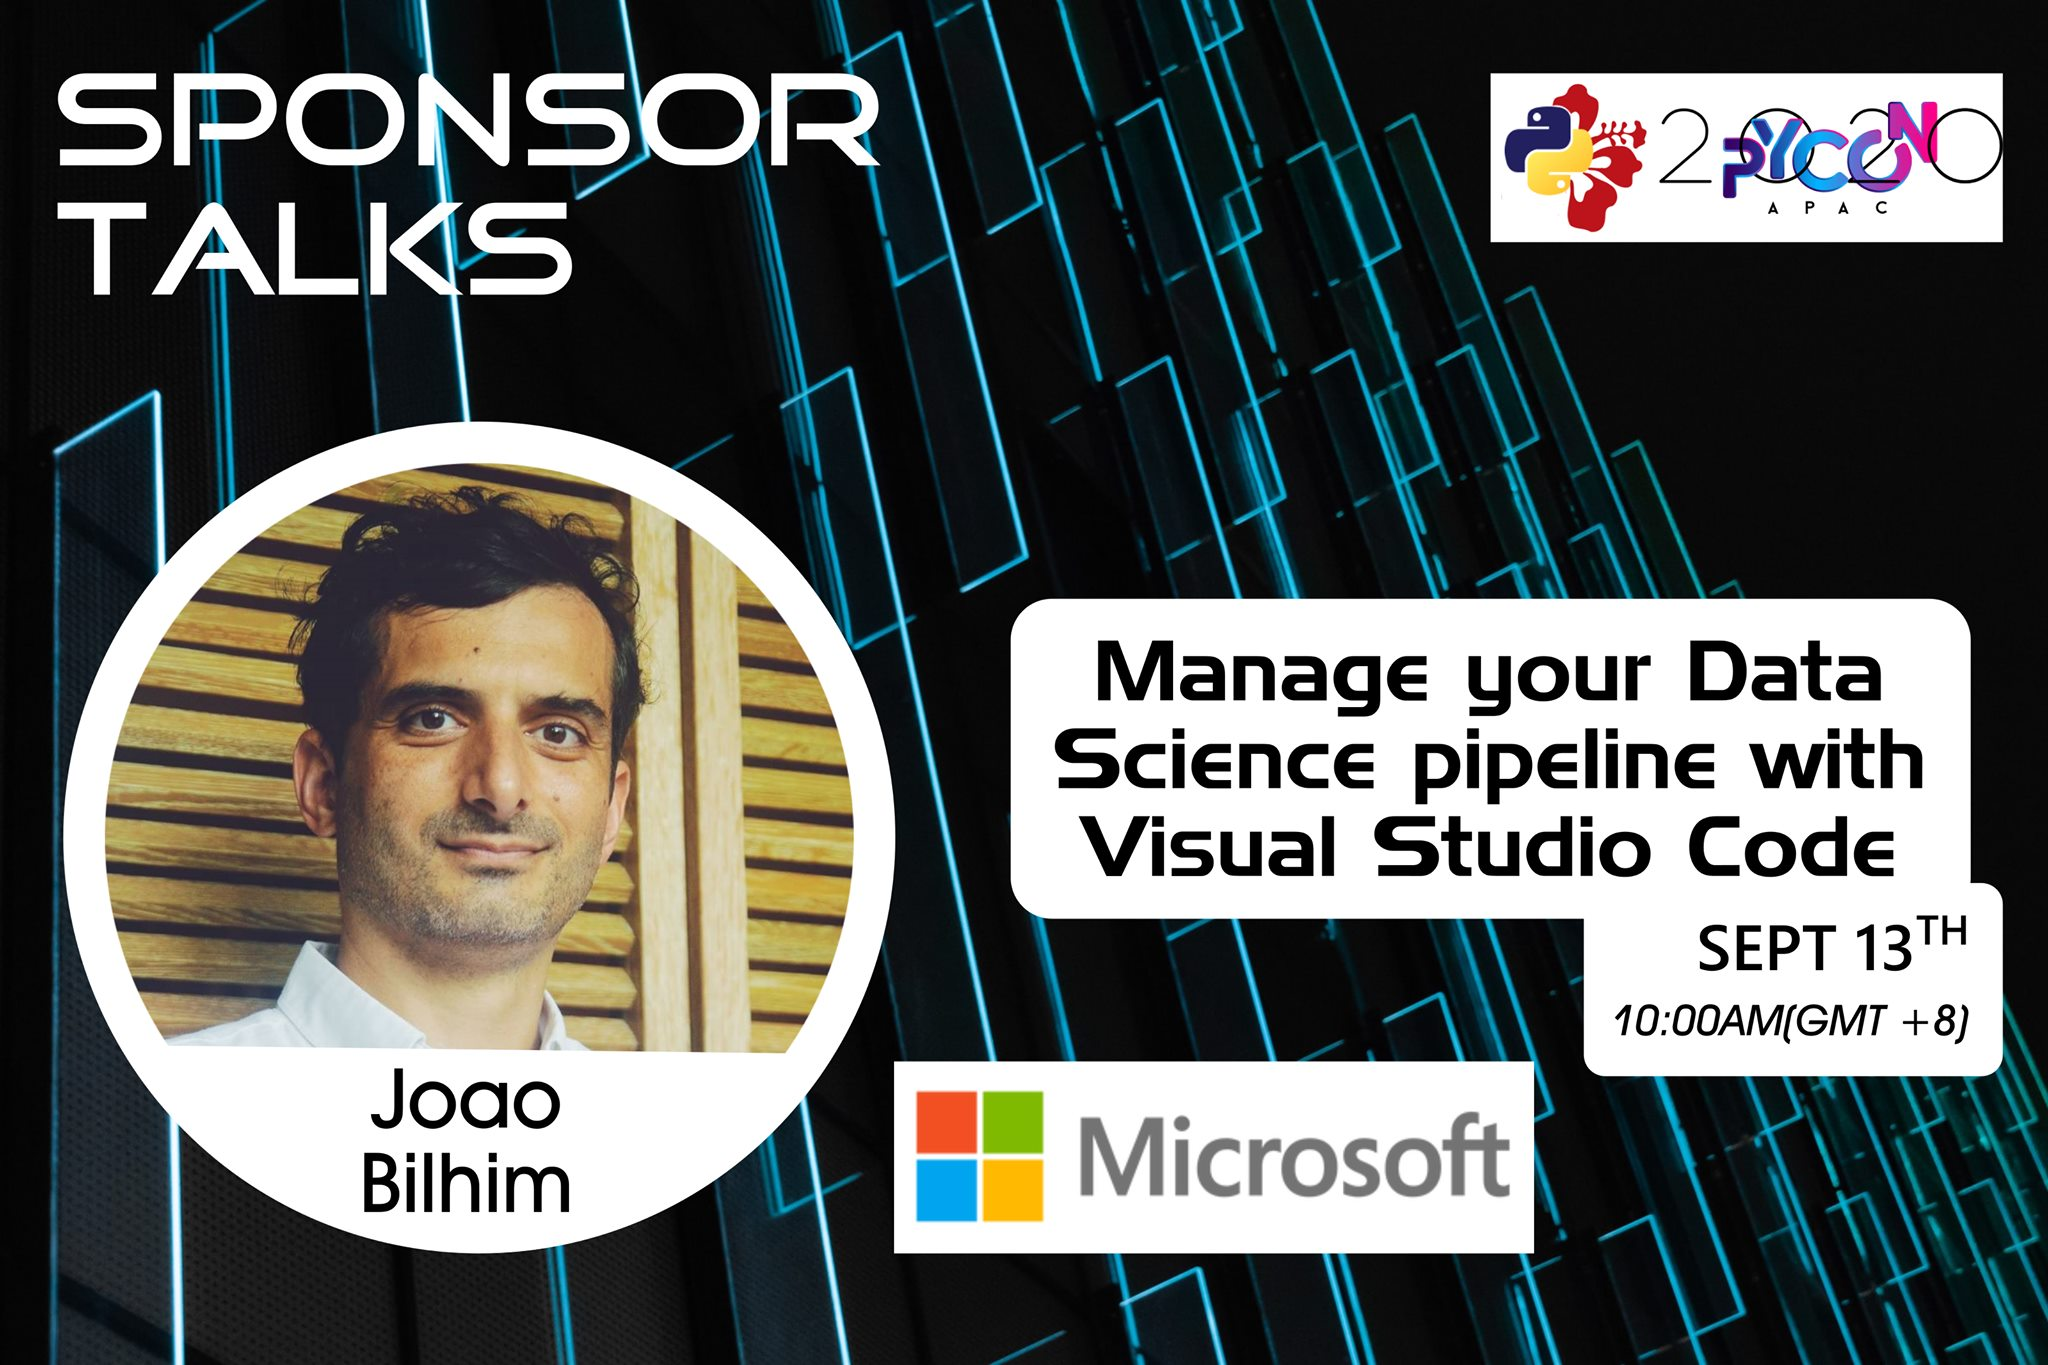 SPONSOR
TALKS
2020
PYCON
APAC
Manage your Data
Science pipeline with
Visual Studio Code
SEPT 13TH
10:00AM(GMT +8)
Joao
Bilhim
Microsoft